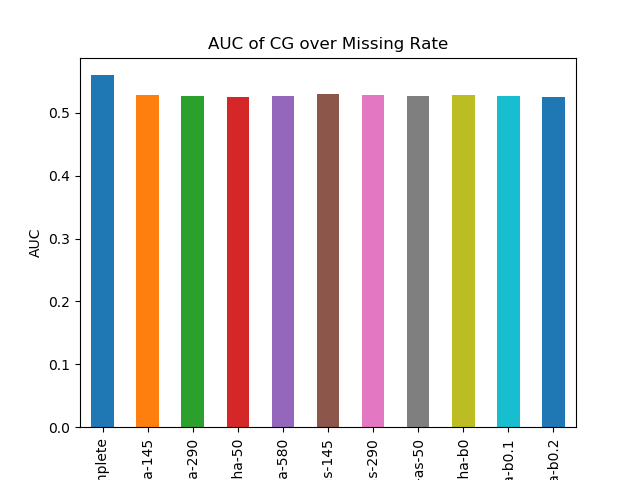 AUC of CG over Missing Rate
AUC
0.5
0.4
0.3
0.2
0.1
0.0
nplete
a-145
a-290
ha-50
a-580
s-145
s-290
-as-50
ha-b0
a-b0.1
a-b0.2